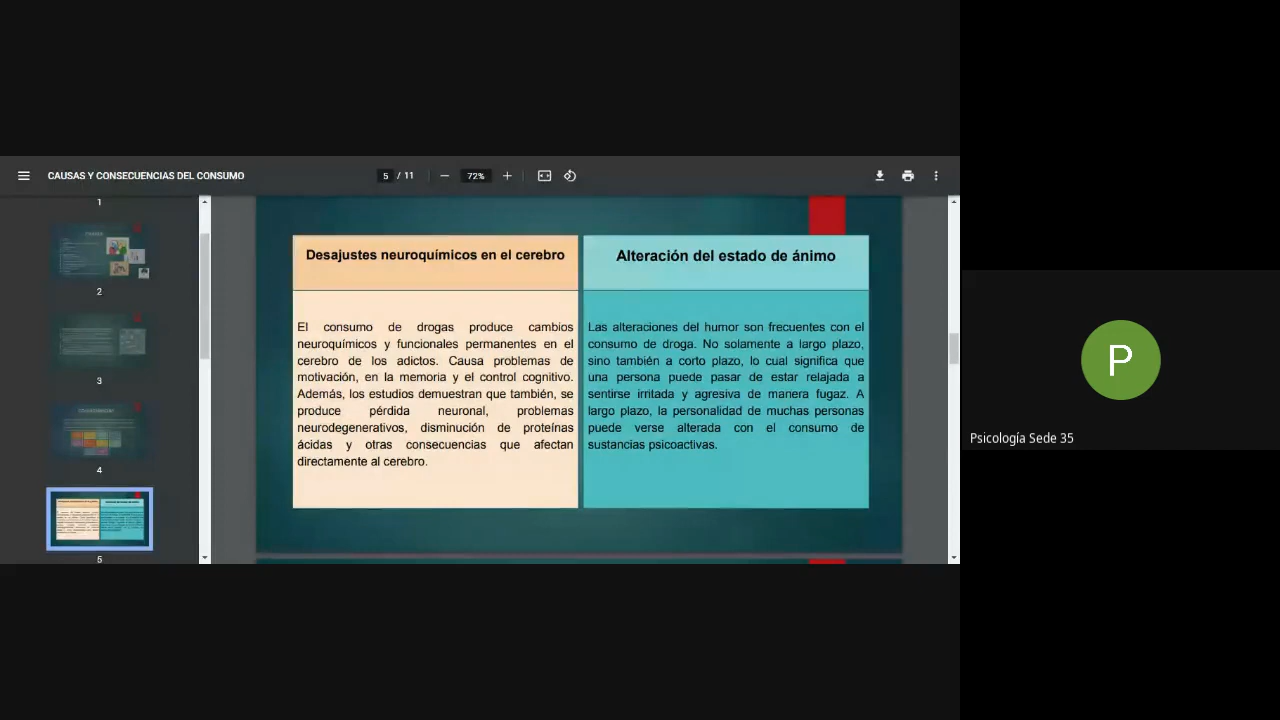 CAUSAS Y CONSECUENCIAS DEL CONSUMO
5 / 11
72%
1
2
3
4
5
Desajustes neuroquímicos en el cerebro
El consumo de drogas produce cambios
neuroquímicos y funcionales permanentes en el
cerebro de los adictos. Causa problemas de
motivación, en la memoria y el control cognitivo.
Además, los estudios demuestran que también, se
produce pérdida neuronal, problemas
neurodegenerativos, disminución de proteínas
ácidas y otras consecuencias que afectan
directamente al cerebro.
Alteración del estado de ánimo
Las alteraciones del humor son frecuentes con el
consumo de droga. No solamente a largo plazo,
sino también a corto plazo, lo cual significa que
una persona puede pasar de estar relajada a
sentirse irritada y agresiva de manera fugaz. A
largo plazo, la personalidad de muchas personas
puede verse alterada con el consumo de
sustancias psicoactivas.
P
Psicología Sede 35